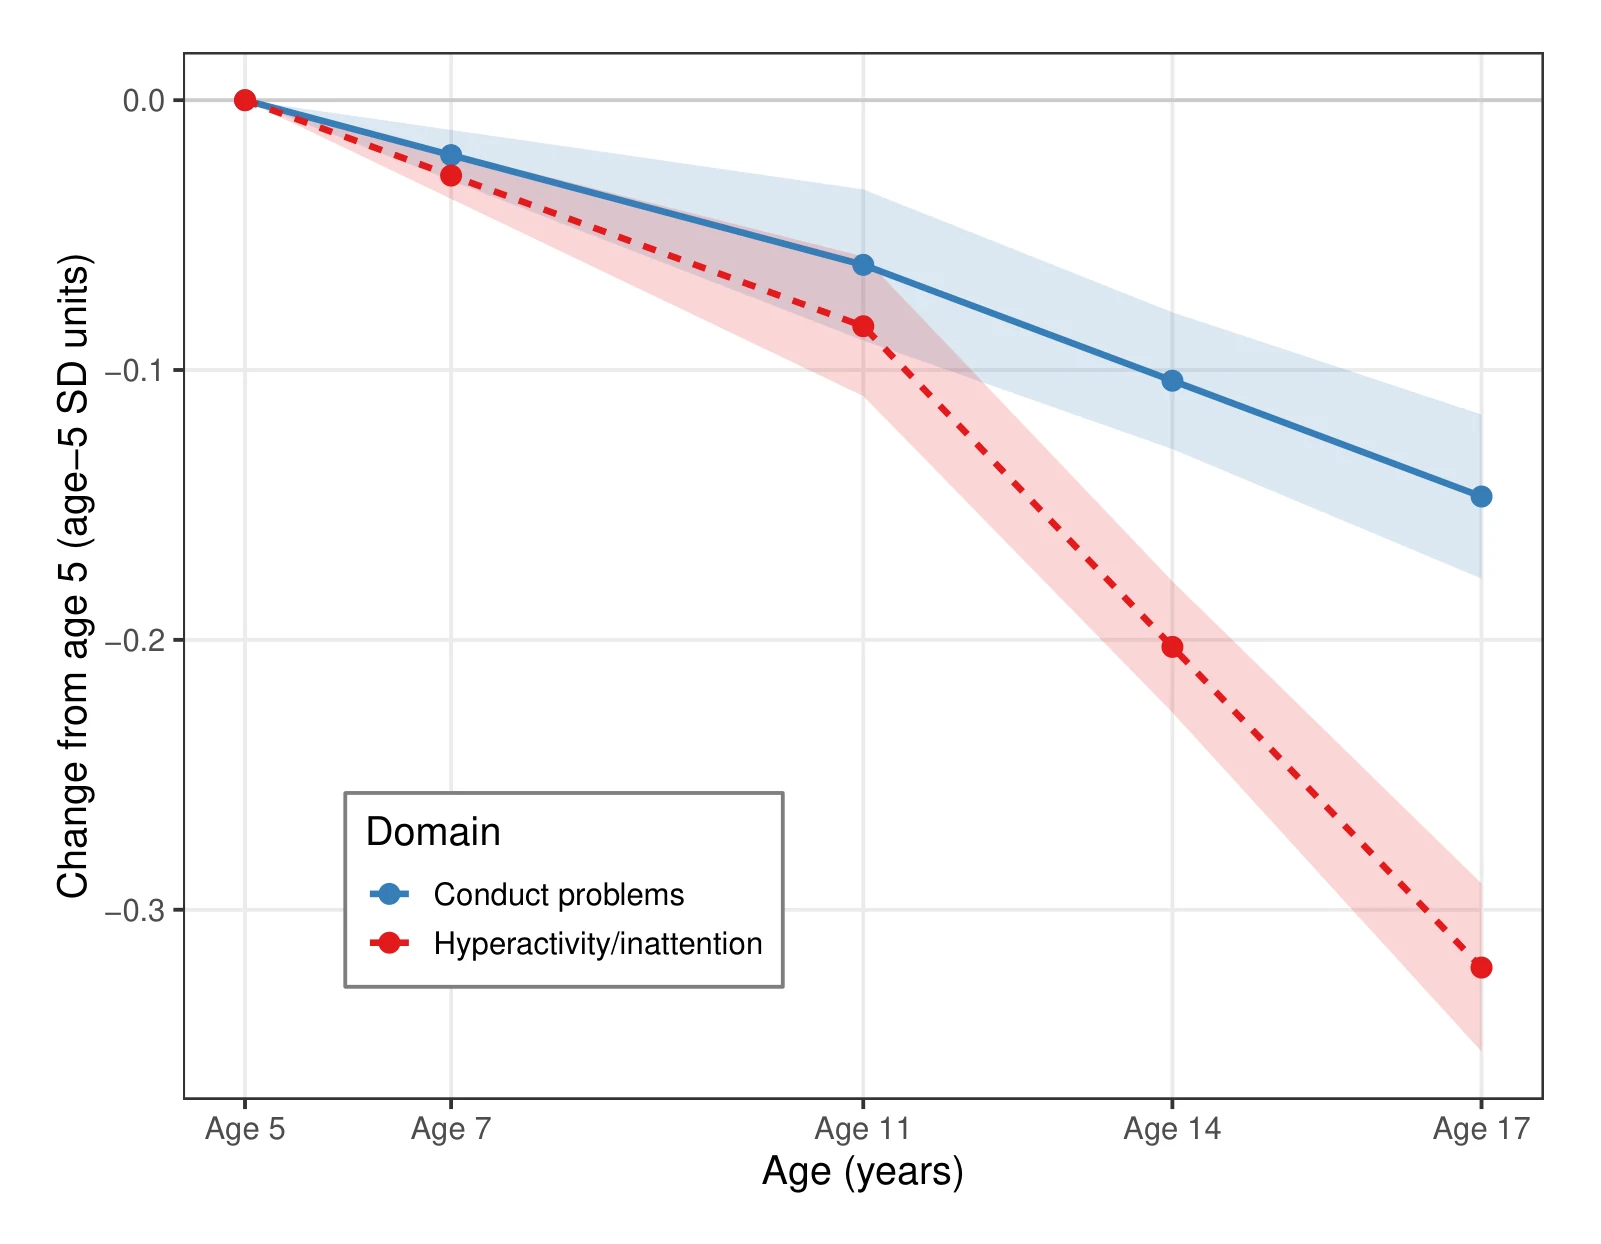 Change from age 5 (age−5 SD units)
0.0
−0.1
−0.2
−0.3
Domain
Conduct problems
Hyperactivity/inattention
Age 5
Age 7
Age 11
Age 14
Age 17
Age (years)